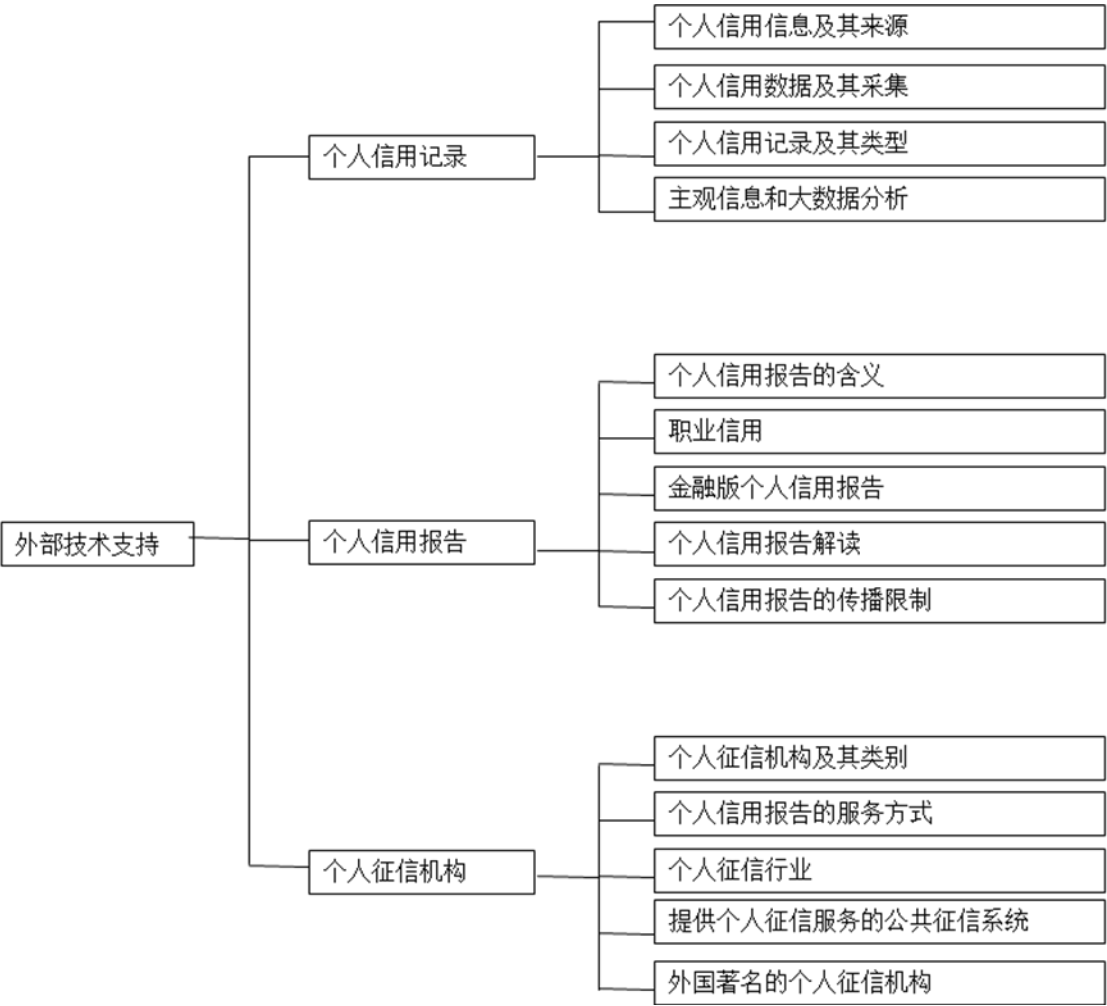 外部技术支持
个人信用记录
个人信用信息及其来源
个人信用数据及其采集
个人信用记录及其类型
主观信息和大数据分析
个人信用报告
个人信用报告的含义
职业信用
金融版个人信用报告
个人信用报告解读
个人信用报告的传播限制
个人征信机构
个人征信机构及其类别
个人信用报告的服务方式
个人征信行业
提供个人征信服务的公共征信系统
外国著名的个人征信机构